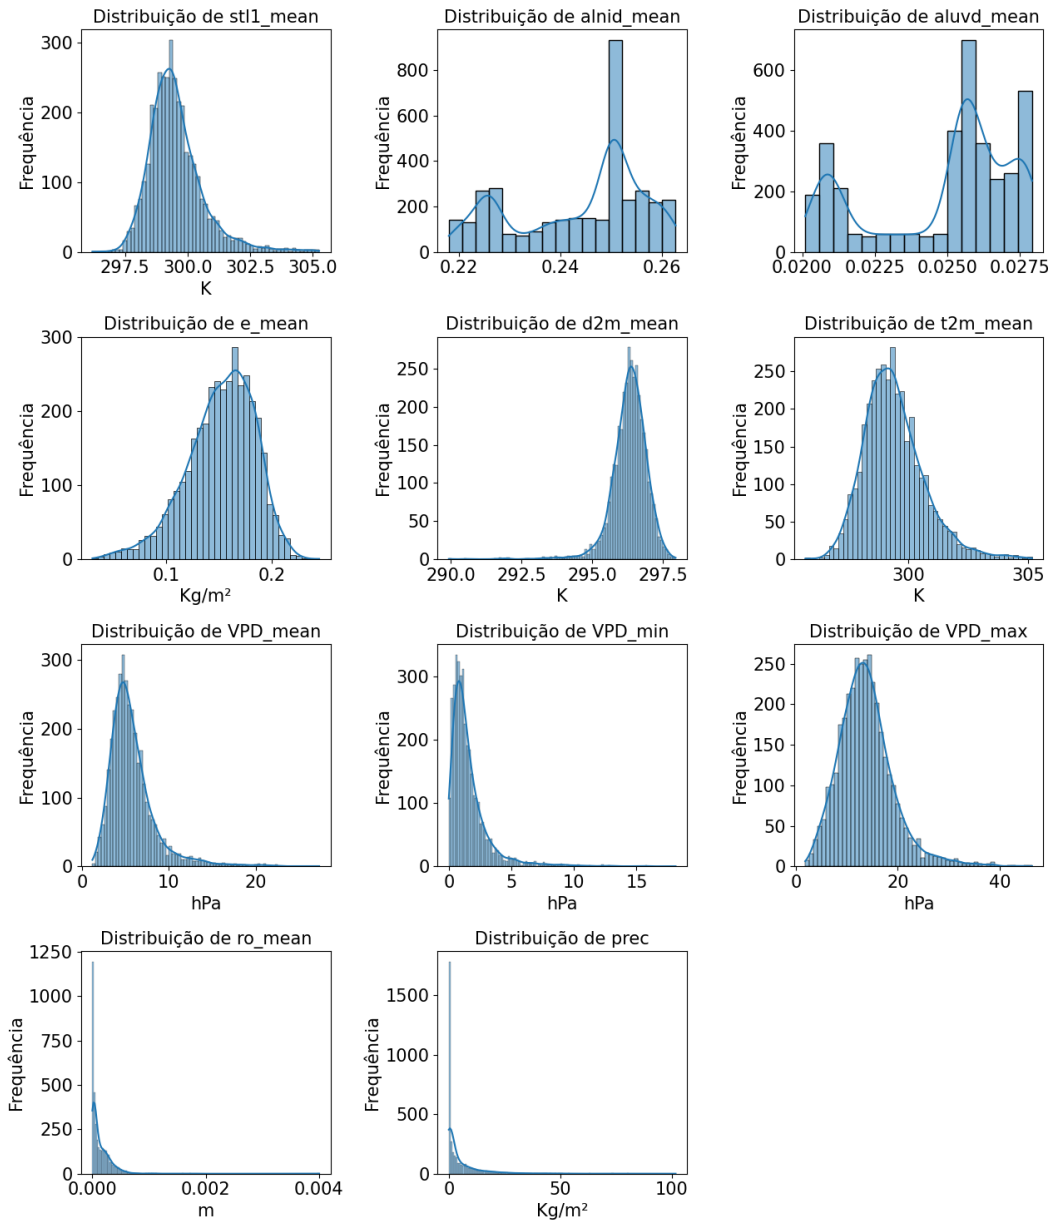 Distribuição de stl1_mean
Frequência
300
200
100
0
297.5 300.0 302.5 305.0
K
Distribuição de alnid_mean
Frequência
800
600
400
200
0
0.22 0.24 0.26
Distribuição de aluvd_mean
Frequência
600
400
200
0
0.0200 0.0225 0.0250 0.0275
Distribuição de e_mean
Frequência
300
200
100
0
0.1 0.2
Kg/m²
Distribuição de d2m_mean
Frequência
250
200
150
100
50
0
290.0 292.5 295.0 297.5
K
Distribuição de t2m_mean
Frequência
250
200
150
100
50
0
300 305
K
Distribuição de VPD_mean
Frequência
300
200
100
0
0 10 20
hPa
Distribuição de VPD_min
Frequência
300
200
100
0
0 5 10 15
hPa
Distribuição de VPD_max
Frequência
250
200
150
100
50
0
0 20 40
hPa
Distribuição de ro_mean
Frequência
1250
1000
750
500
250
0
0.000 0.002 0.004
m
Distribuição de prec
Frequência
1500
1000
500
0
0 50 100
Kg/m²